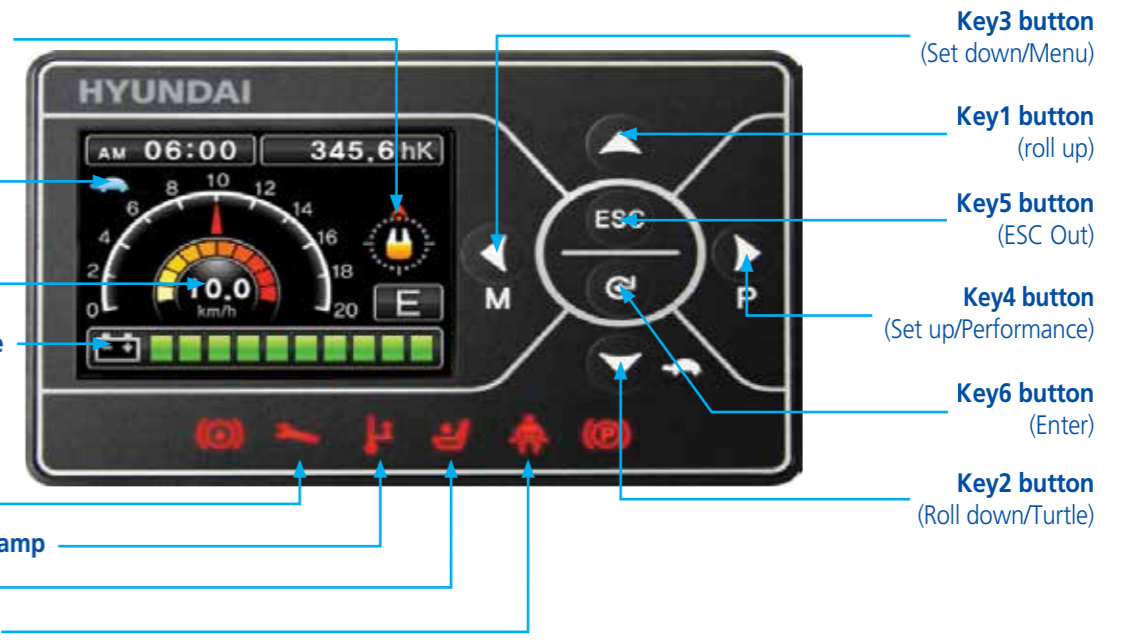 Key3 button
(Set down/Menu)
HYUNDAI
AM 06:00
345.6 hK
Key1 button
(roll up)
0
2
4
6
8
10
12
14
16
18
20
10.0
km/h
E
ESC
M
P
Key5 button
(ESC Out)
Key4 button
(Set up/Performance)
e
Key6 button
(Enter)
(P)
Key2 button
(Roll down/Turtle)
amp